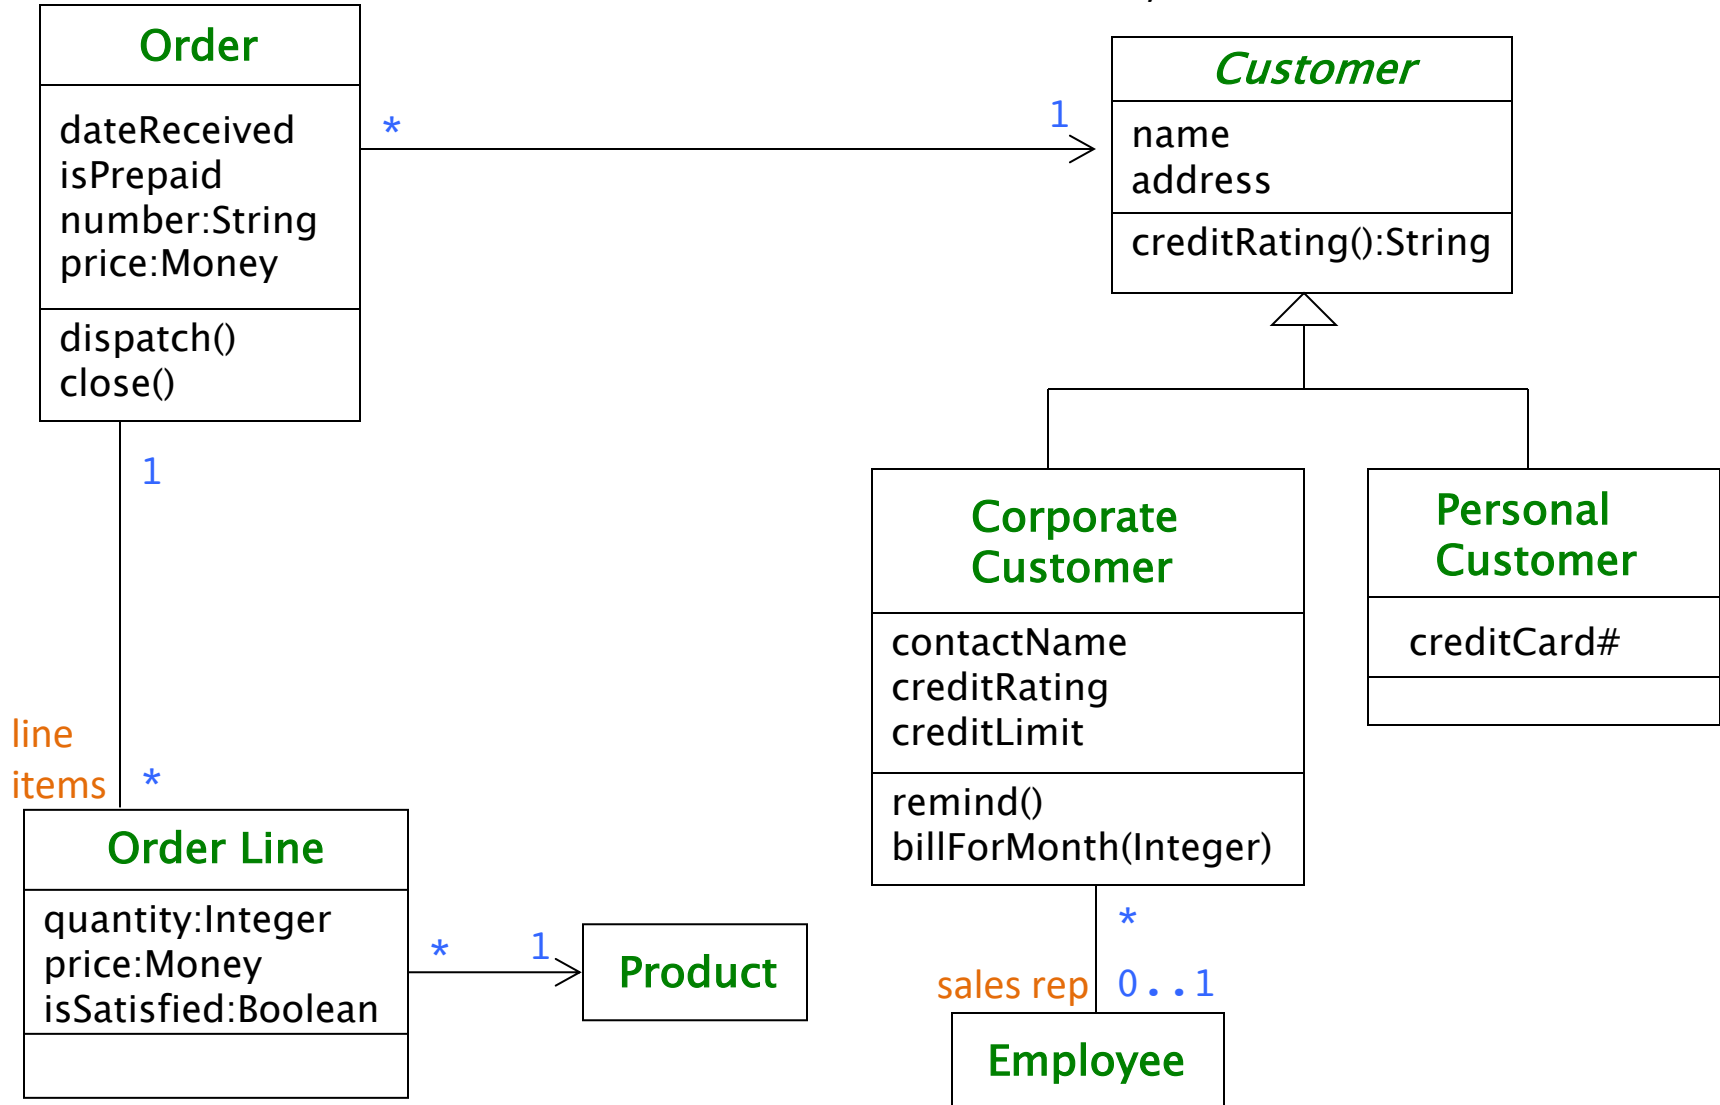 Order
dateReceived
isPrepaid
number:String
price:Money
dispatch()
close()
*
1
Customer
name
address
creditRating():String
1
line
items
*
Corporate
Customer
contactName
creditRating
creditLimit
remind()
billForMonth(Integer)
Personal
Customer
creditCard#
Order Line
quantity:Integer
price:Money
isSatisfied:Boolean
*
1
Product
*
sales rep
0..1
Employee